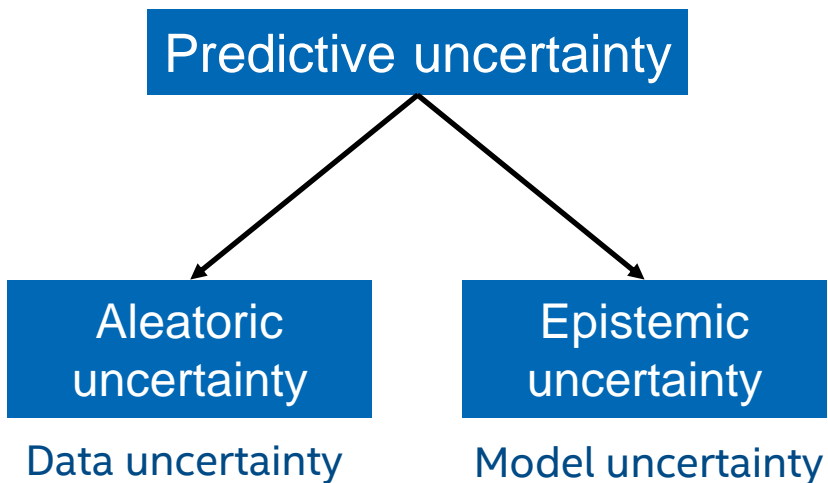 Predictive uncertainty
Aleatoric
uncertainty
Epistemic
uncertainty
Data uncertainty
Model uncertainty